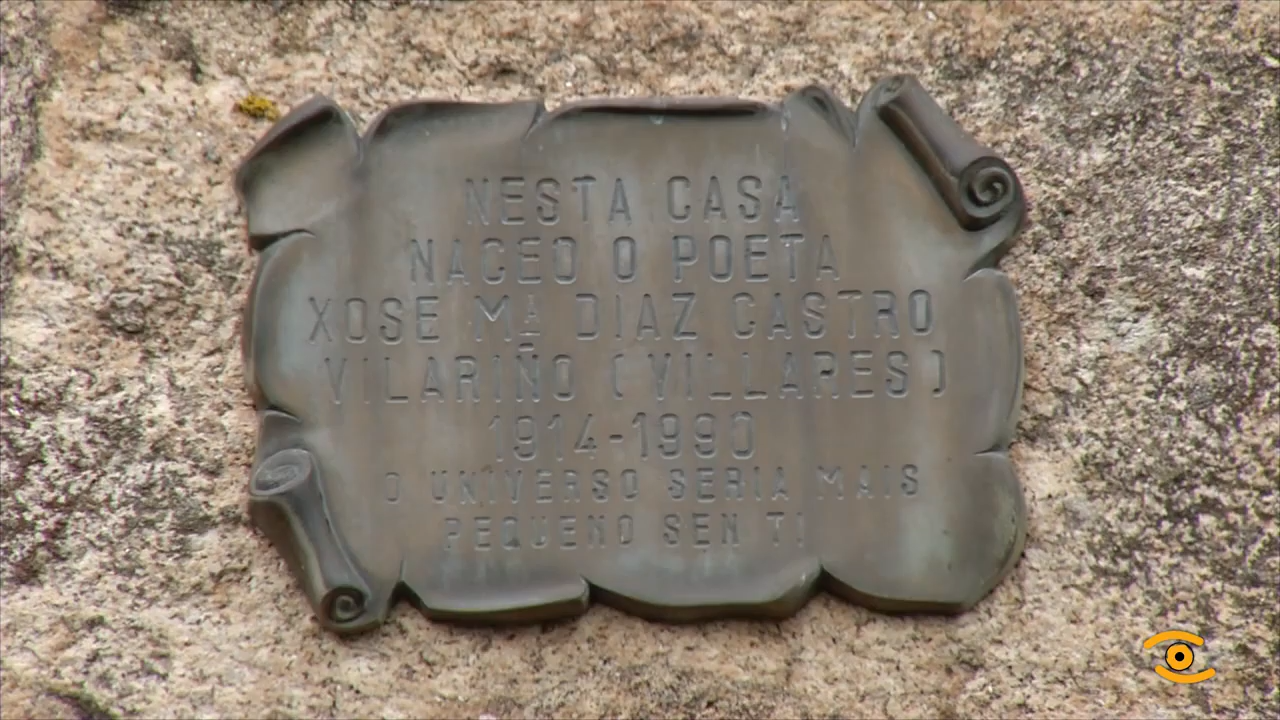 NESTA CASA
NACEO O POETA
XOSE Mª DIAZ CASTRO
VILARIÑO (VILLARES)
1914-1990
O UNIVERSO SERIA MAIS
PEQUENO SEN TI